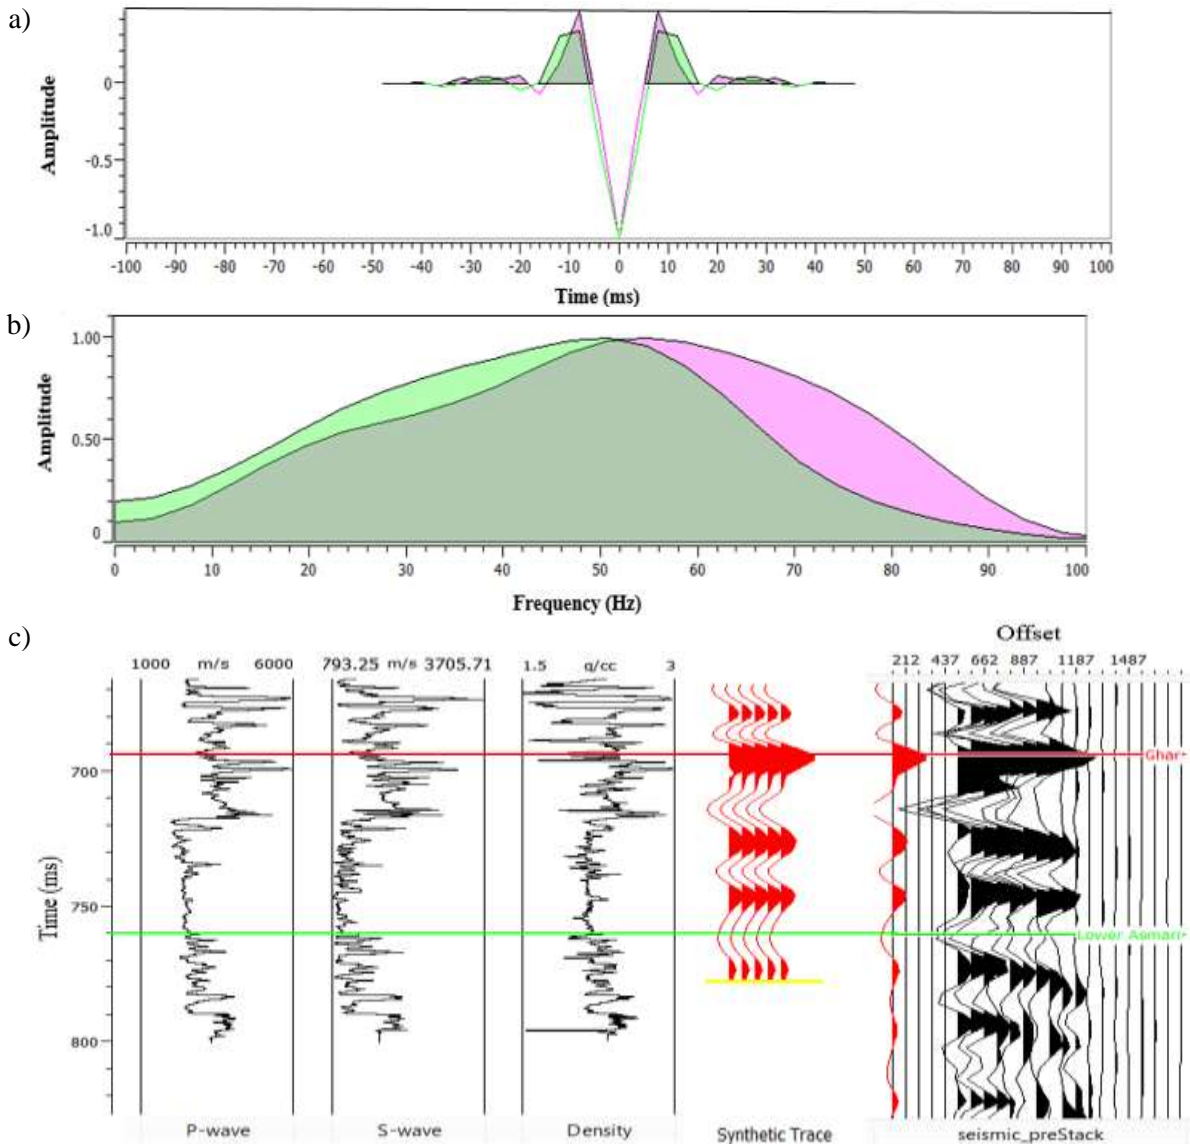 a)
Amplitude
0
-0.5
-1.0
-100 -90 -80 -70 -60 -50 -40 -30 -20 -10 0 10 20 30 40 50 60 70 80 90 100
Time (ms)
b)
Amplitude
1.00
0.50
0
0 10 20 30 40 50 60 70 80 90 100
Frequency (Hz)
c)
Offset
1000 m/s 6000 793.25 m/s 3705.71 1.5 g/cc 3 212 437 662 887 1187 1487
Ghar
700
Time (ms)
750
Lower Asmari
800
P-wave S-wave Density Synthetic Trace seismic_preStack